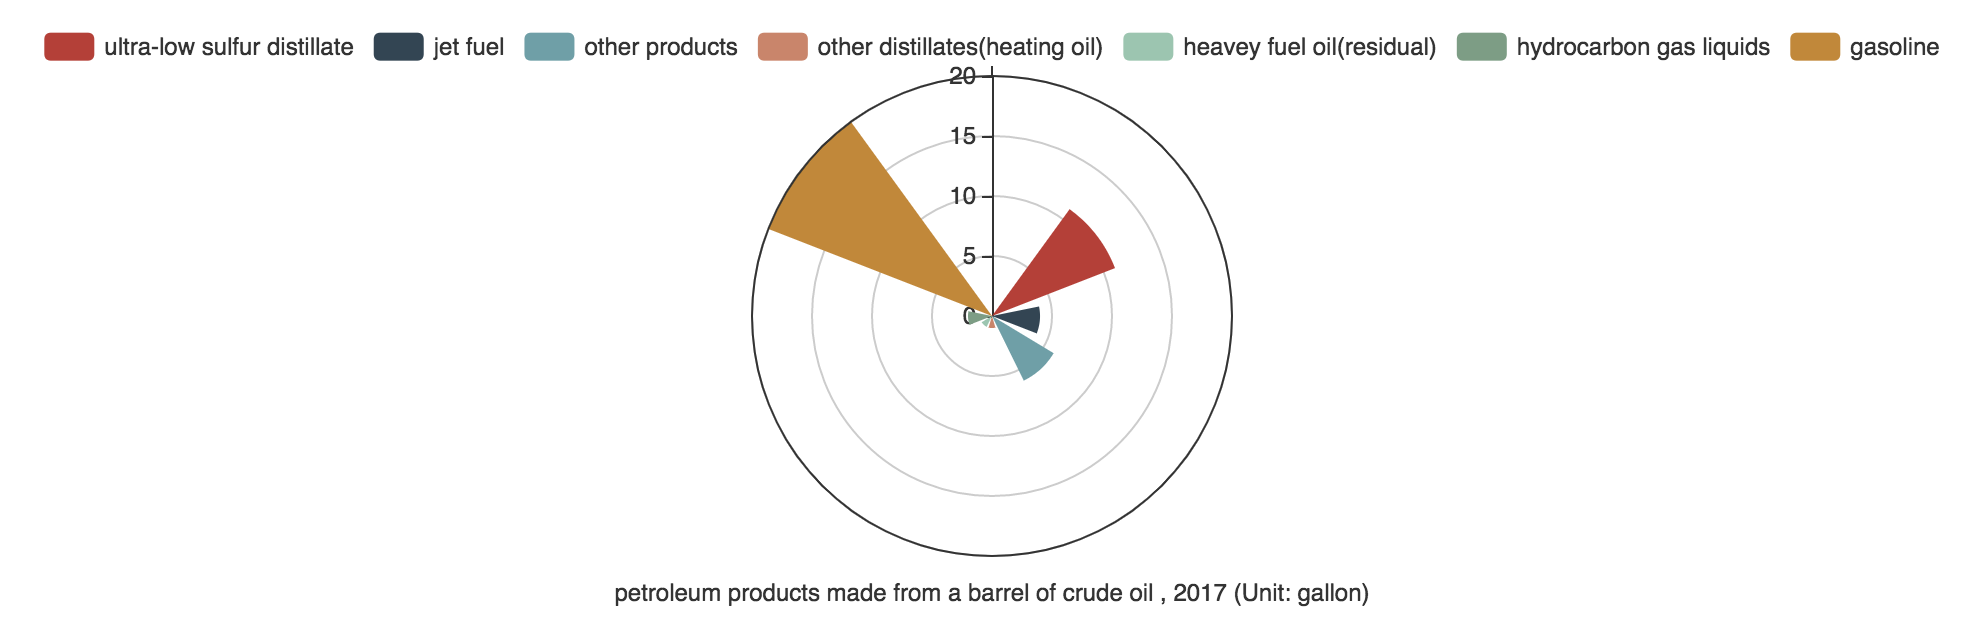 ultra-low sulfur distillate jet fuel other products other distillates(heating oil) heavey fuel oil(residual) hydrocarbon gas liquids gasoline
20
15
10
5
0
petroleum products made from a barrel of crude oil , 2017 (Unit: gallon)